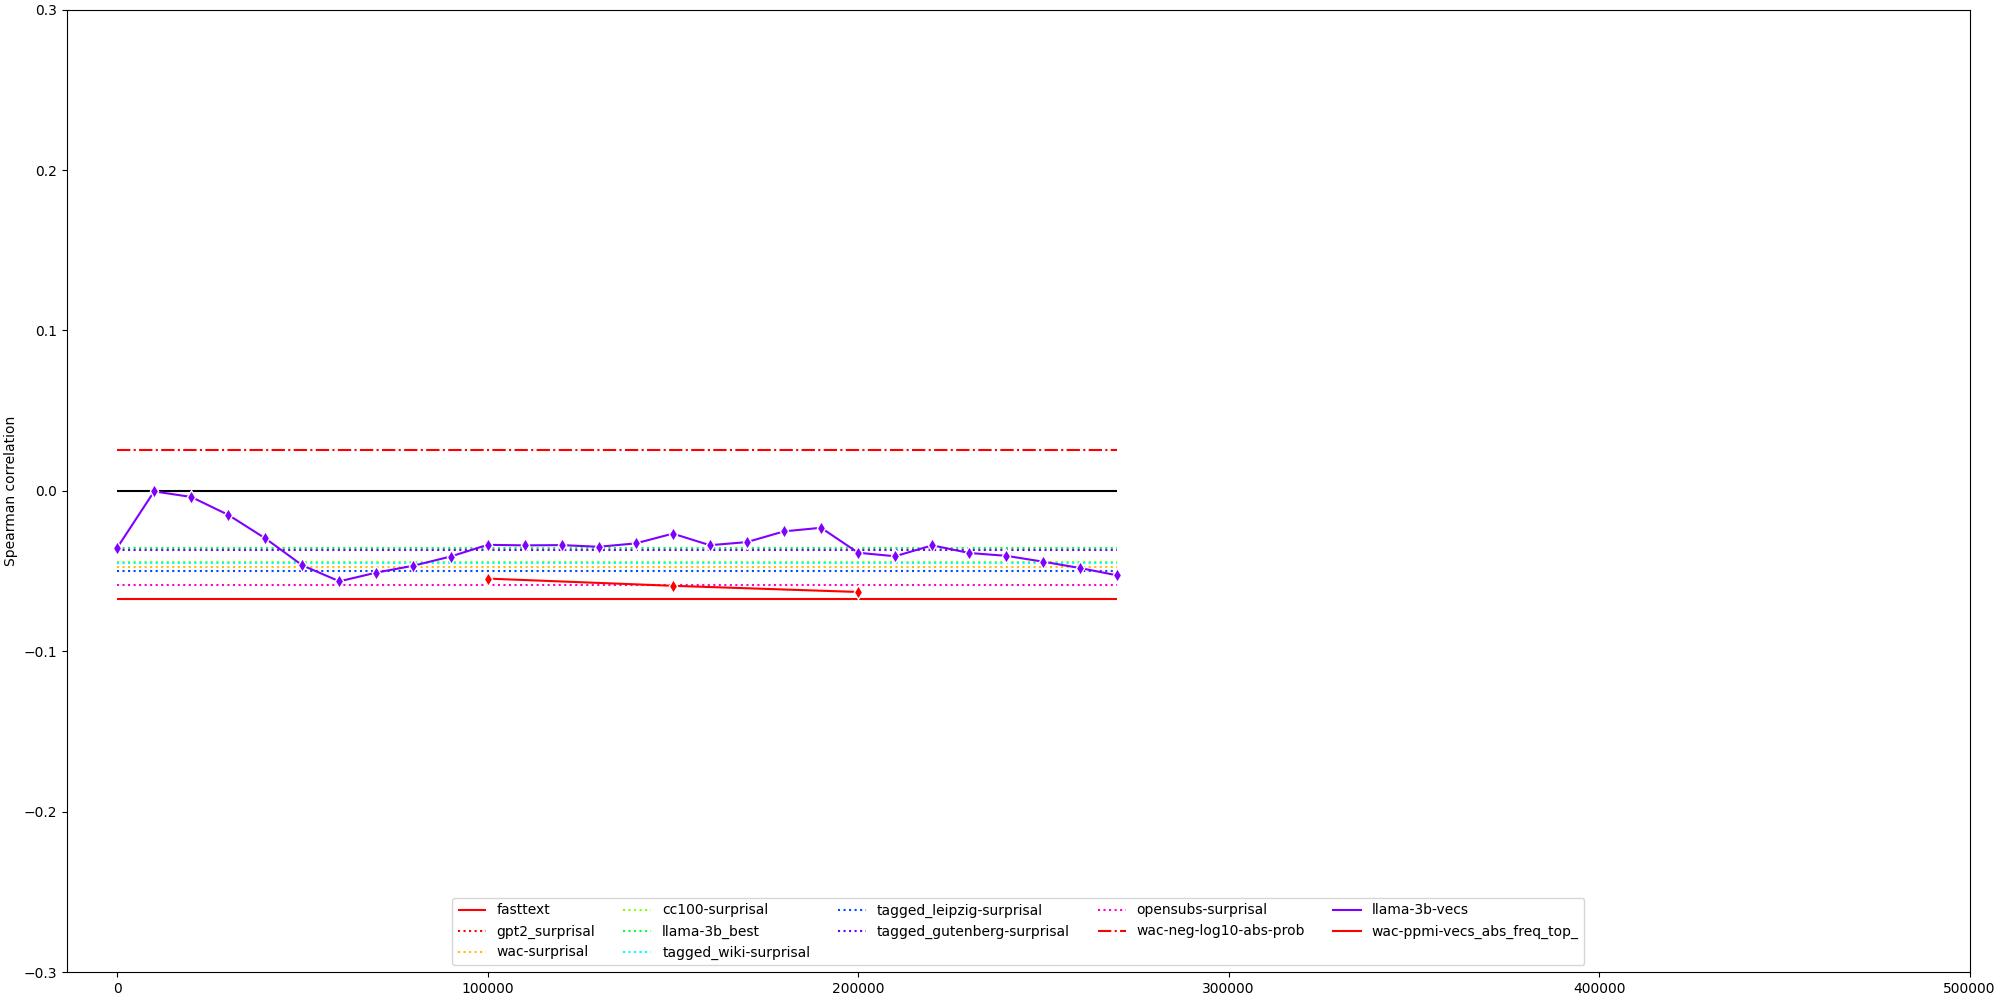 0.3
0.2
0.1
0.0
−0.1
−0.2
−0.3
Spearman correlation
fasttext
gpt2_surprisal
wac-surprisal
cc100-surprisal
llama-3b_best
tagged_wiki-surprisal
tagged_leipzig-surprisal
tagged_gutenberg-surprisal
opensubs-surprisal
wac-neg-log10-abs-prob
llama-3b-vecs
wac-ppmi-vecs_abs_freq_top_
0 100000 200000 300000 400000 500000